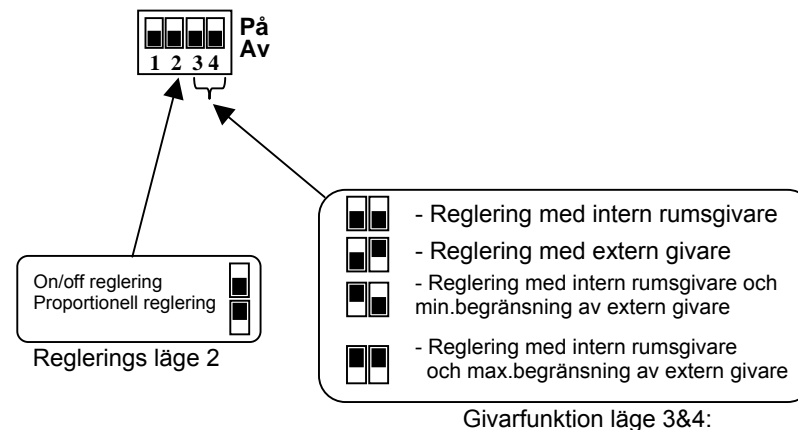 På
Av
1 2 3 4
- Reglering med intern rumsgivare
- Reglering med extern givare
- Reglering med intern rumsgivare och
min.begränsning av extern givare
- Reglering med intern rumsgivare
och max.begränsning av extern givare
Givarfunktion läge 3&4:
On/off reglering
Proportionell reglering
Reglerings läge 2